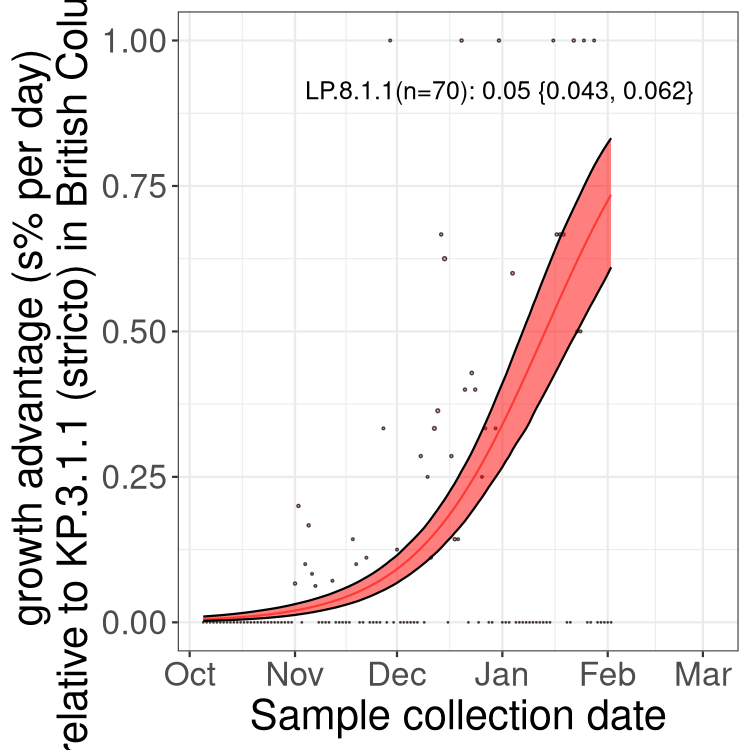 growth advantage (s% per day)
relative to KP.3.1.1 (stricto) in British Colu
1.00
0.75
0.50
0.25
0.00
LP.8.1.1(n=70): 0.05 {0.043, 0.062}
Oct Nov Dec Jan Feb Mar
Sample collection date